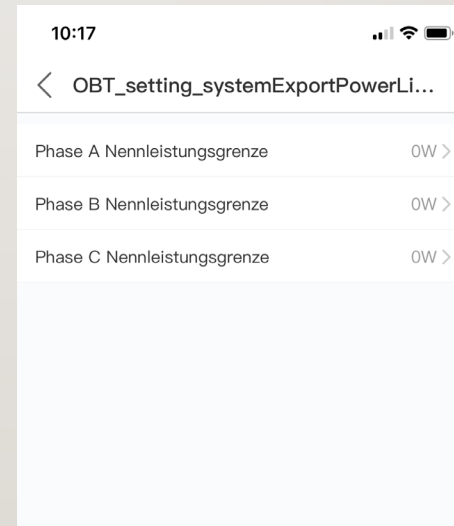 10:17
OBT_setting_systemExportPowerLi...
Phase A Nennleistungsgrenze 0W
Phase B Nennleistungsgrenze 0W
Phase C Nennleistungsgrenze 0W